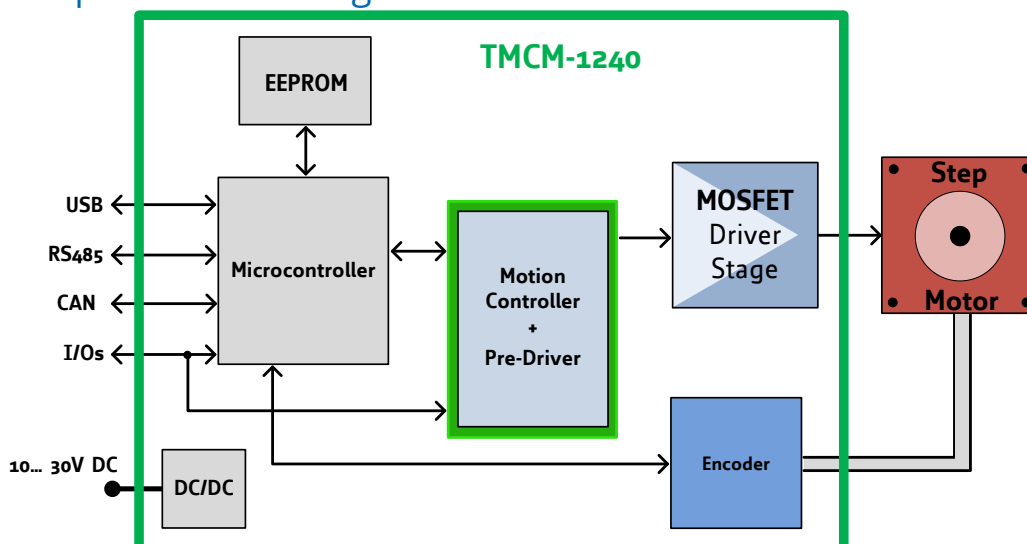 TMCM-1240
EEPROM
USB
RS485
CAN
I/Os
Microcontroller
Motion
Controller
+
Pre-Driver
MOSFET
Driver
Stage
Step
Motor
10... 30V DC
DC/DC
Encoder